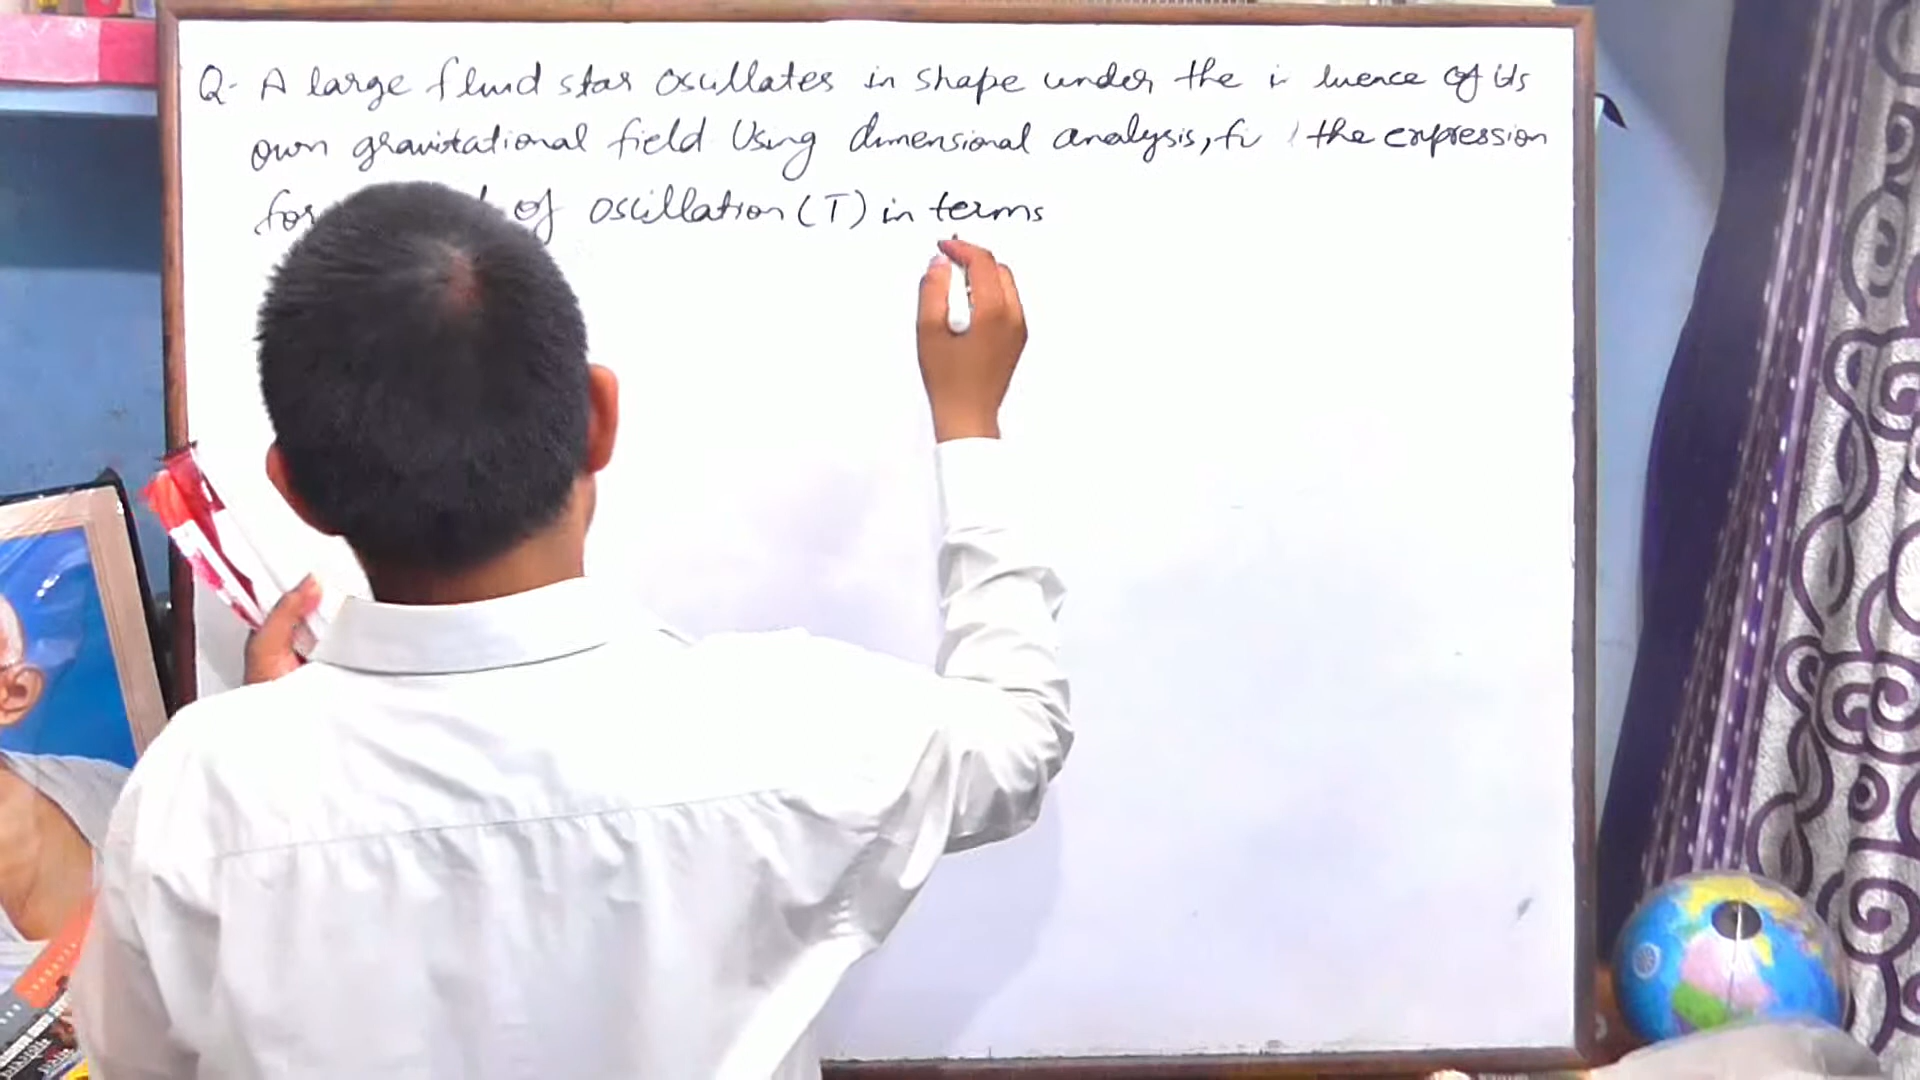 Q- A large fluid star oscillates in shape under the i luence of its
own gravitational field Using dimensional analysis, fi the expression
for of oscillation (T) in terms